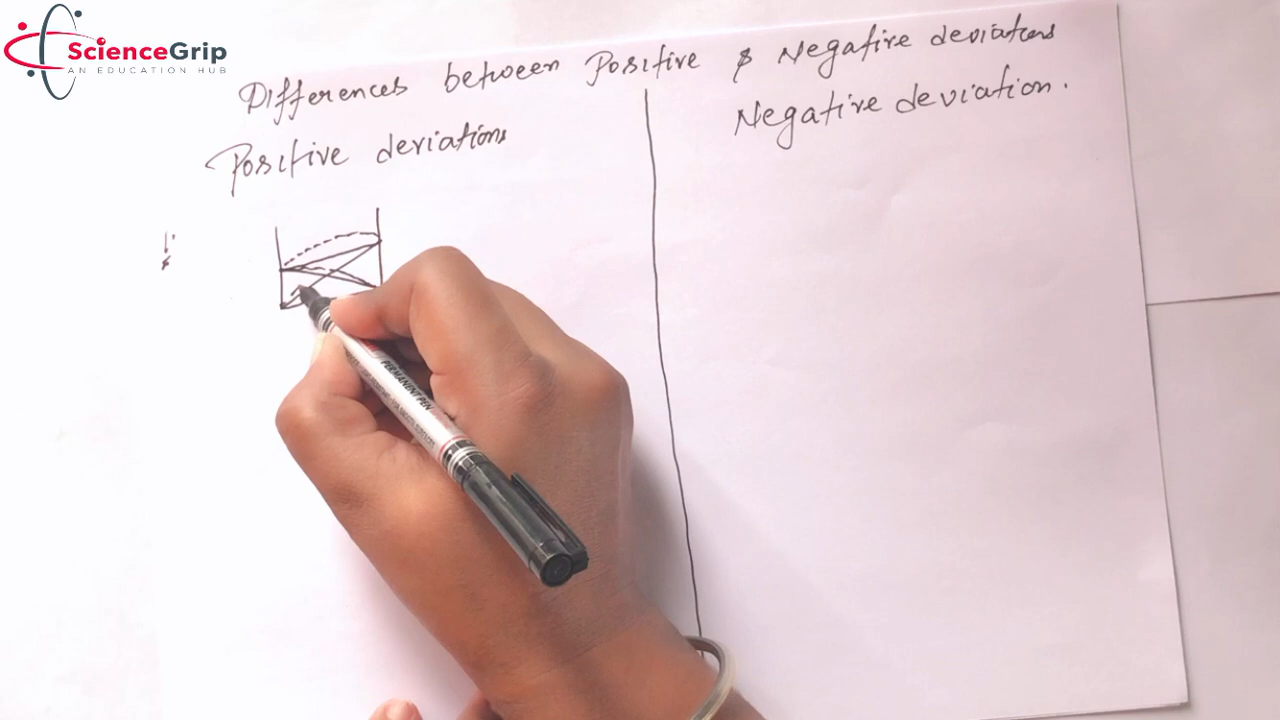 ScienceGrip
AN EDUCATION HUB
Differences between Positive & Negative deviations
Positive deviations
Negative deviation.
PERMANENT PEN